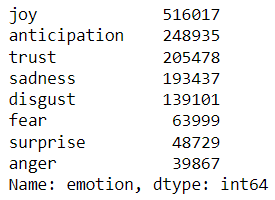 joy 516017
anticipation 248935
trust 205478
sadness 193437
disgust 139101
fear 63999
surprise 48729
anger 39867
Name: emotion, dtype: int64